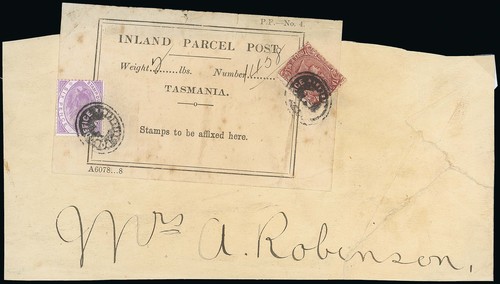 P.P.—No. 4.
INLAND PARCEL POST
Weight 2 lbs. Number
TASMANIA.
Stamps to be affixed here.
A6078...8
Mrs A. Robinson.